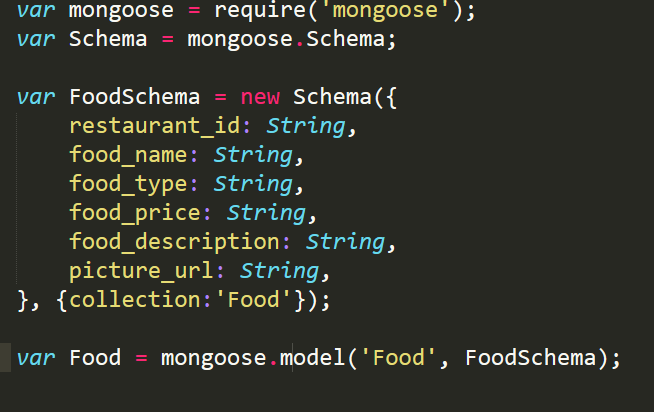 var mongoose = require('mongoose');
var Schema = mongoose.Schema;
var FoodSchema = new Schema({
restaurant_id: String,
food_name: String,
food_type: String,
food_price: String,
food_description: String,
picture_url: String,
}, {collection:'Food'});
var Food = mongoose.model('Food', FoodSchema);